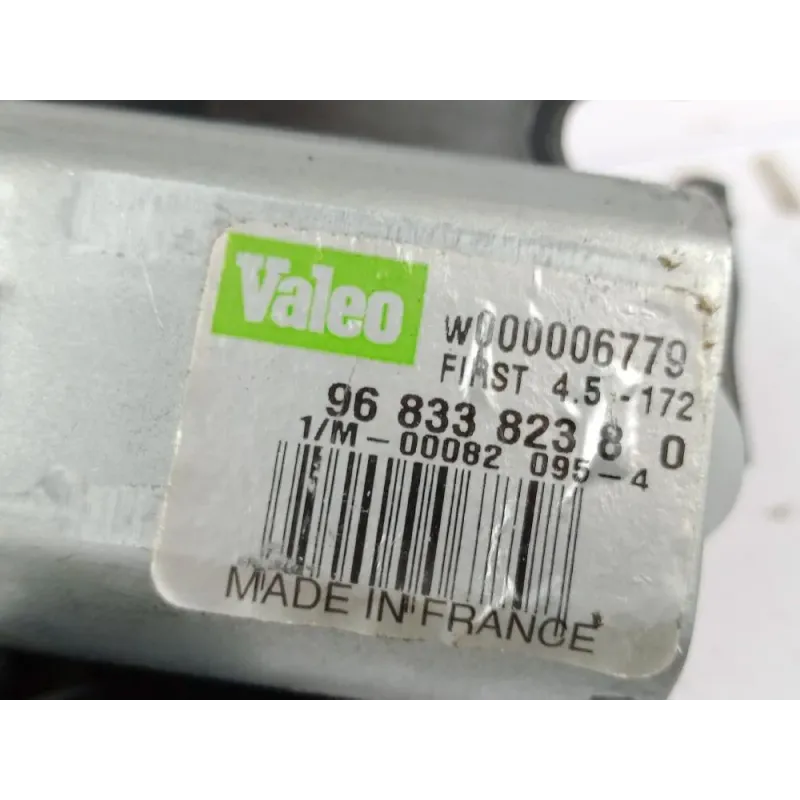 Valeo
W000006779
FIRST 4.5 -172
96 833 823 8 0
1/M-00082 095-4
MADE IN FRANCE